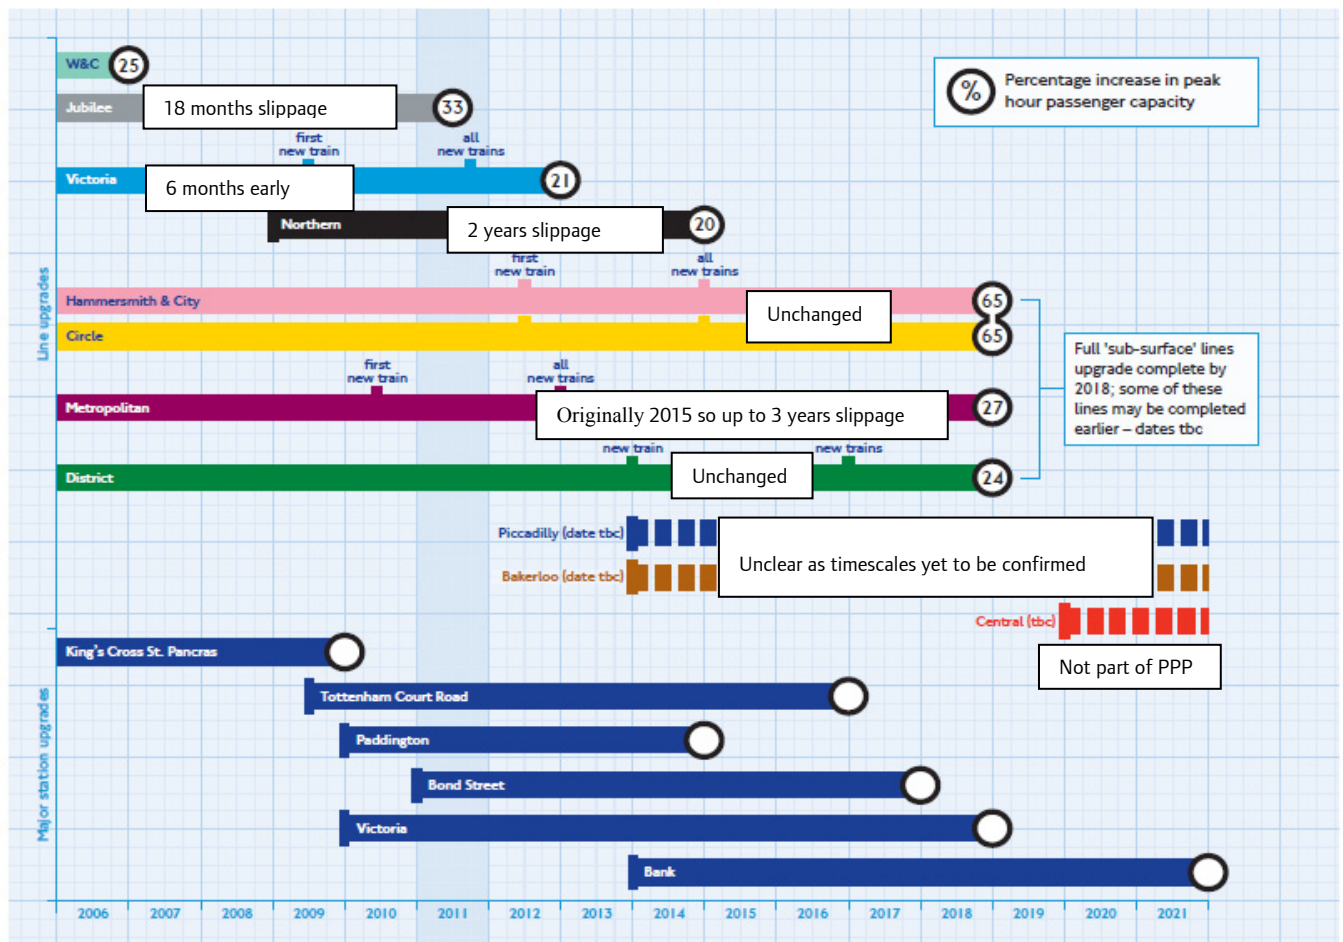 W&C
25
%
Percentage increase in peak
hour passenger capacity
Jubilee
18 months slippage
33
first
new train
all
new trains
Victoria
6 months early
21
Northern
2 years slippage
20
first
new train
all
new trains
Hammersmith & City
Unchanged
65
Circle
65
Full 'sub-surface' lines
upgrade complete by
2018; some of these
lines may be completed
earlier – dates tbc
first
new train
all
new trains
Metropolitan
Originally 2015 so up to 3 years slippage
27
new train
new trains
District
Unchanged
24
Piccadilly (date tbc)
Unclear as timescales yet to be confirmed
Bakerloo (date tbc)
Central (tbc)
Not part of PPP
Line upgrades
King's Cross St. Pancras
Tottenham Court Road
Paddington
Bond Street
Victoria
Bank
Major station upgrades
2006 2007 2008 2009 2010 2011 2012 2013 2014 2015 2016 2017 2018 2019 2020 2021